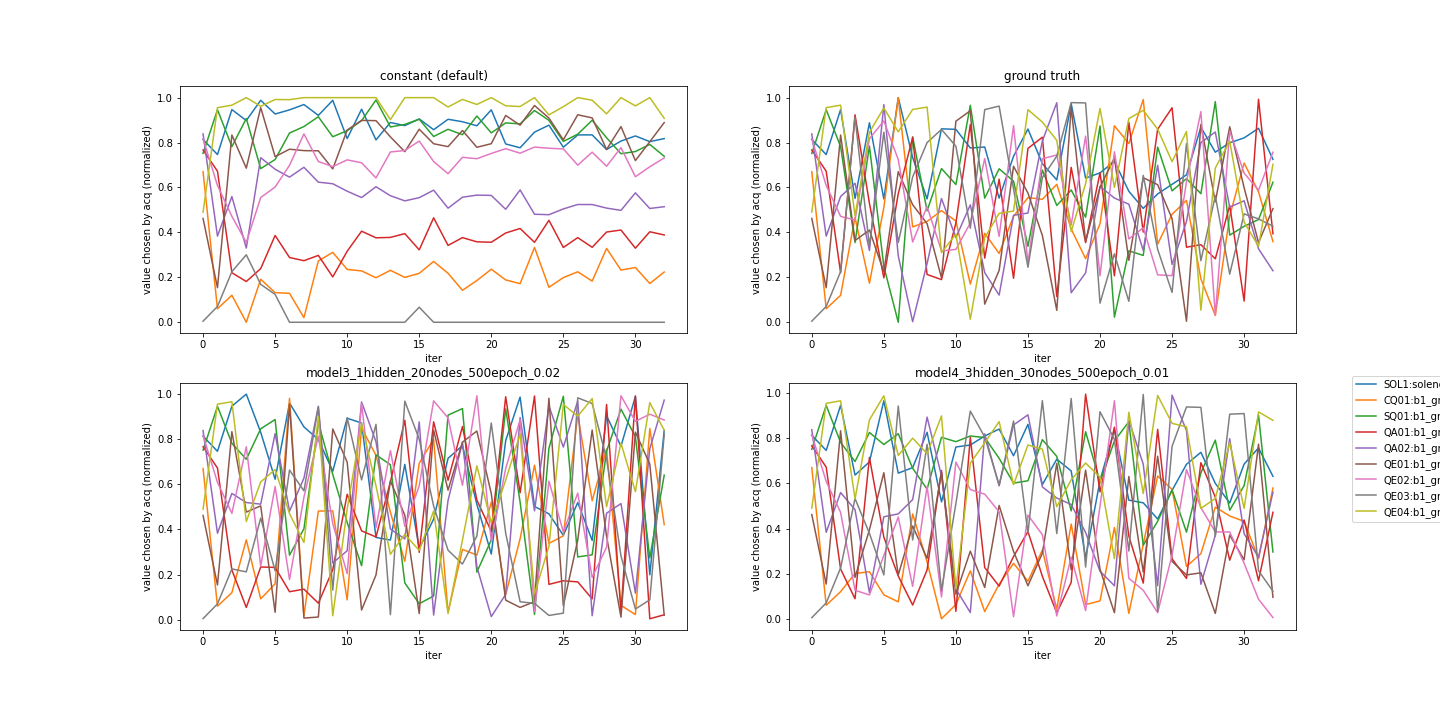 constant (default)
value chosen by acq (normalized)
1.0
0.8
0.6
0.4
0.2
0.0
0 5 10 15 20 25 30
iter
ground truth
value chosen by acq (normalized)
1.0
0.8
0.6
0.4
0.2
0.0
0 5 10 15 20 25 30
iter
model3_1hidden_20nodes_500epoch_0.02
value chosen by acq (normalized)
1.0
0.8
0.6
0.4
0.2
0.0
0 5 10 15 20 25 30
iter
model4_3hidden_30nodes_500epoch_0.01
value chosen by acq (normalized)
1.0
0.8
0.6
0.4
0.2
0.0
0 5 10 15 20 25 30
iter
SOL1:solen
CQ01:b1_gr
SQ01:b1_gr
QA01:b1_gr
QA02:b1_gr
QE01:b1_gr
QE02:b1_gr
QE03:b1_gr
QE04:b1_gr